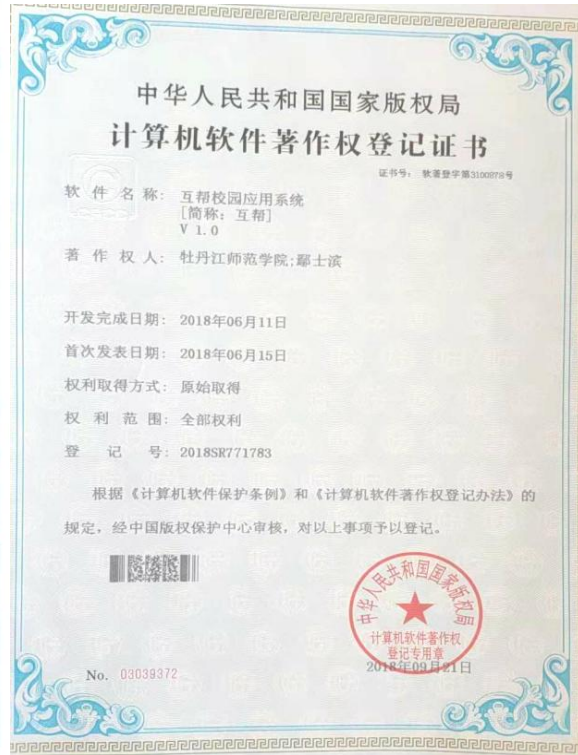 中华人民共和国国家版权局
计算机软件著作权登记证书
证书号： 软著登字第3100878号
软件名称： 互帮校园应用系统
[简称：互帮]
V 1.0
著作权人： 牡丹江师范学院;鄢士滨
开发完成日期： 2018年06月11日
首次发表日期： 2018年06月15日
权利取得方式： 原始取得
权利范围： 全部权利
登记号： 2018SR771783
根据《计算机软件保护条例》和《计算机软件著作权登记办法》的
规定，经中国版权保护中心审核，对以上事项予以登记。
中华人民共和国国家版权局
计算机软件著作权
登记专用章
2018年09月21日
No. 03039372